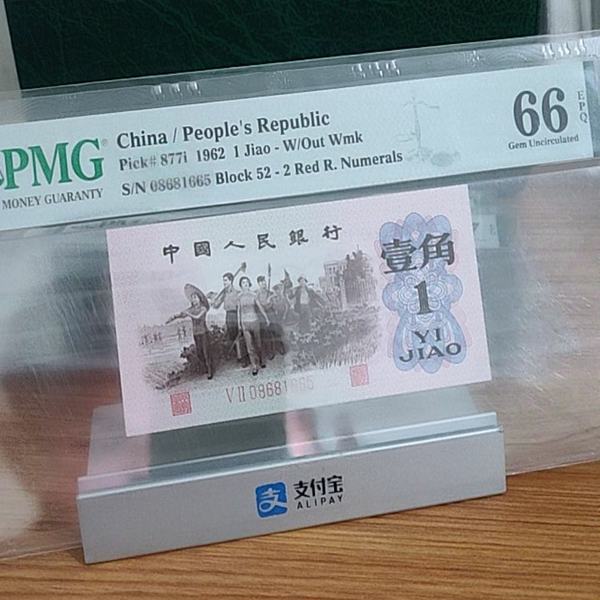 PMG
MONEY GUARANTY
China / People's Republic
Pick# 877i 1962 1 Jiao - W/Out Wmk
S/N 08681665 Block 52 - 2 Red R. Numerals
66
EPQ
Gem Uncirculated
中國人民銀行
壹角
1
YI
JIAO
VII 08681665
支付宝
ALIPAY